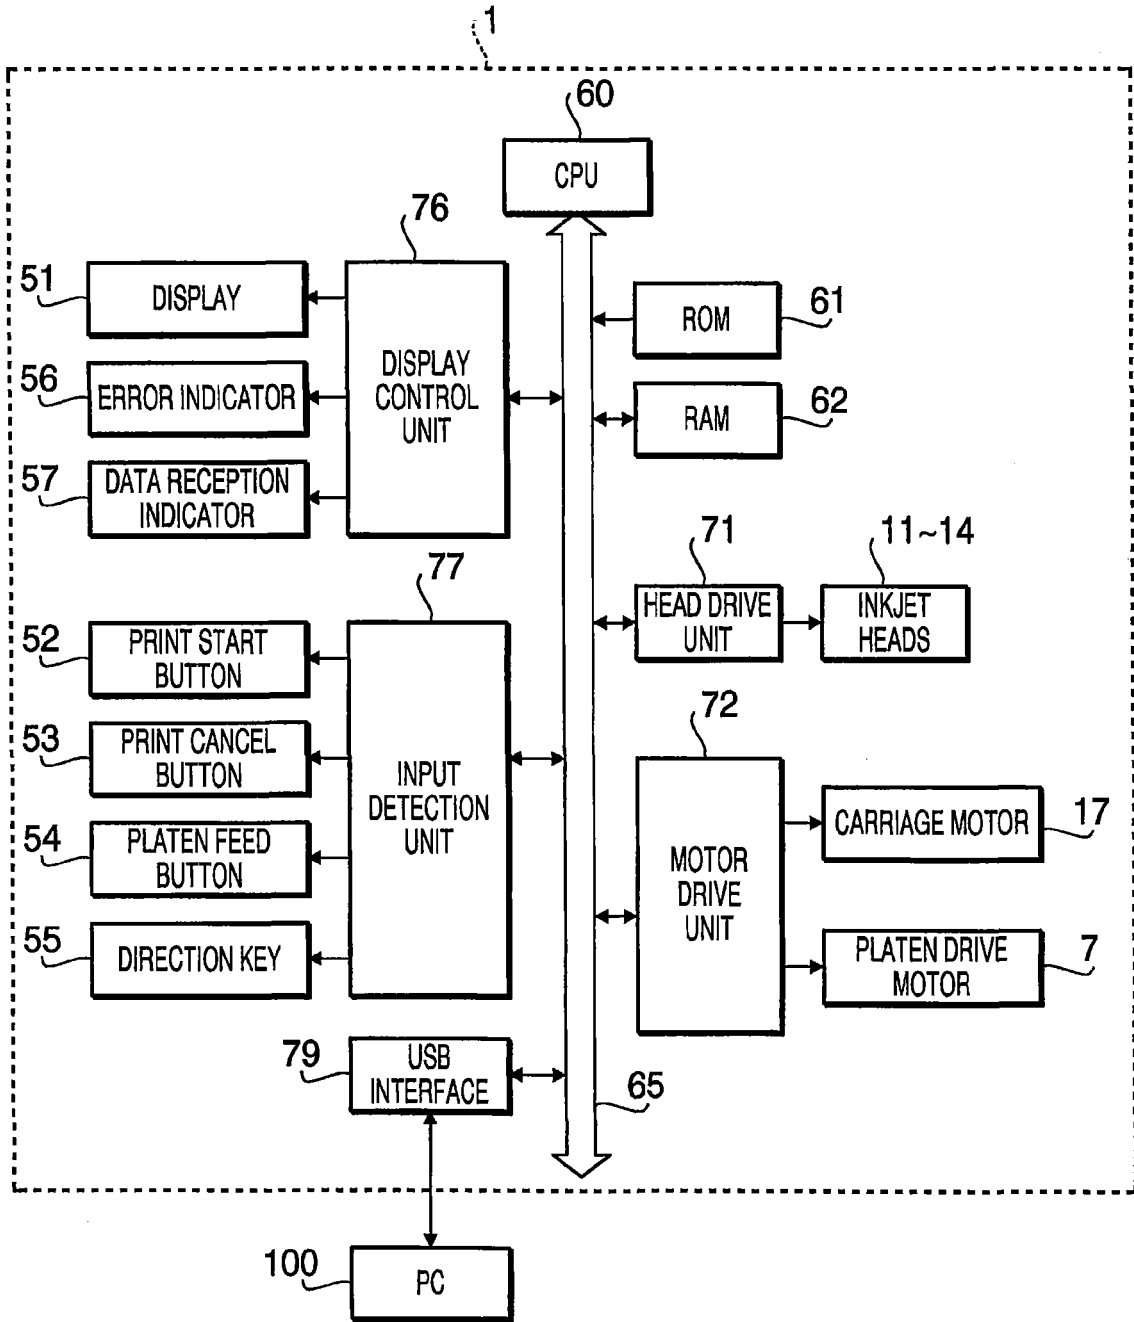 1
60
CPU
76
51
DISPLAY
56
ERROR INDICATOR
57
DATA RECEPTION
INDICATOR
DISPLAY
CONTROL
UNIT
ROM
61
RAM
62
71
HEAD DRIVE
UNIT
11~14
INKJET
HEADS
77
52
PRINT START
BUTTON
53
PRINT CANCEL
BUTTON
54
PLATEN FEED
BUTTON
55
DIRECTION KEY
INPUT
DETECTION
UNIT
72
MOTOR
DRIVE
UNIT
CARRIAGE MOTOR
17
PLATEN DRIVE
MOTOR
7
79
USB
INTERFACE
65
100
PC